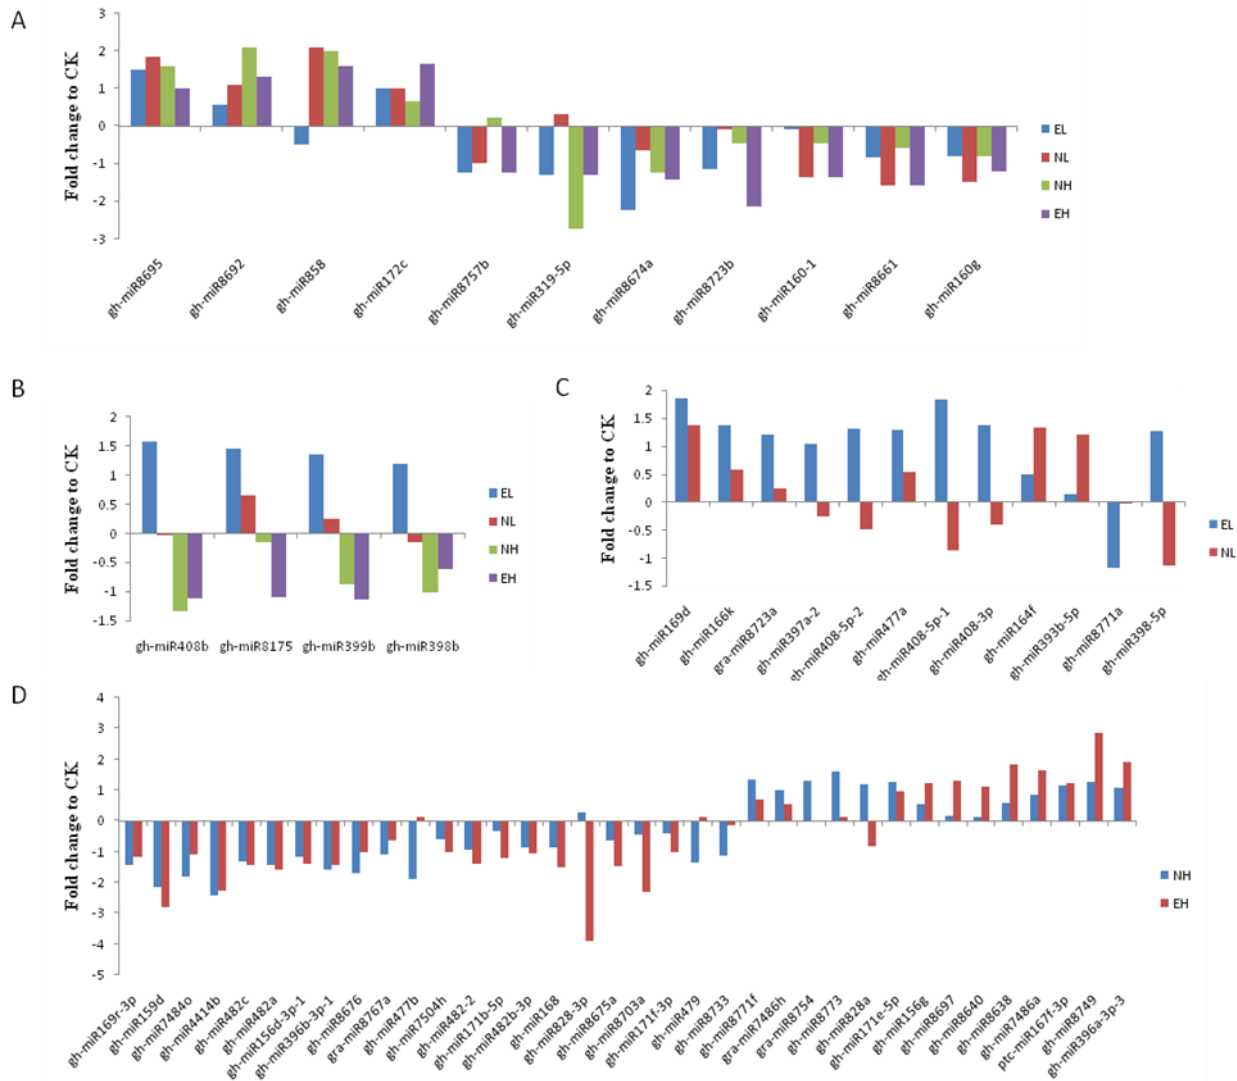 A
Fold change to CK
3
2
1
0
-1
-2
-3
gh-miR8695
gh-miR8692
gh-miR858
gh-miR172c
gh-miR8757b
gh-miR319-5p
gh-miR8674a
gh-miR8723b
gh-miR160-1
gh-miR8661
gh-miR160g
EL
NL
NH
EH
B
Fold change to CK
2
1.5
1
0.5
0
-0.5
-1
-1.5
gh-miR408b
gh-miR8175
gh-miR399b
gh-miR398b
EL
NL
NH
EH
C
Fold change to CK
2
1.5
1
0.5
0
-0.5
-1
-1.5
gh-miR169d
gh-miR166k
gra-miR8723a
gh-miR397a-2
gh-miR408-5p-2
gh-miR477a
gh-miR408-5p-1
gh-miR408-3p
gh-miR164f
gh-miR393b-5p
gh-miR8771a
gh-miR398-5p
EL
NL
D
Fold change to CK
4
3
2
1
0
-1
-2
-3
-4
-5
gh-miR169r-3p
gh-miR159d
gh-miR7484o
gh-miR4414b
gh-miR482c
gh-miR482a
gh-miR156d-3p-1
gh-miR396b-3p-1
gh-miR8676
gra-miR8767a
gh-miR477b
gh-miR7504h
gh-miR482-2
gh-miR171b-5p
gh-miR482b-3p
gh-miR168
gh-miR828-3p
gh-miR8675a
gh-miR8703a
gh-miR171f-3p
gh-miR479
gh-miR8733
gh-miR8771f
gra-miR7486h
gra-miR8754
gh-miR8773
gh-miR828a
gh-miR171e-5p
gh-miR156g
gh-miR8697
gh-miR8640
gh-miR8638
gh-miR7486a
ptc-miR167f-3p
gh-miR8749
gh-miR396a-3p-3
NH
EH